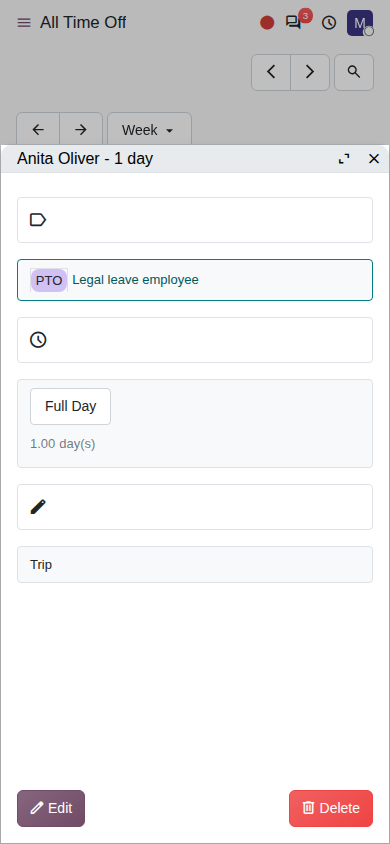 All Time Off
3
M
Week
Anita Oliver - 1 day
PTO Legal leave employee
Full Day
1.00 day(s)
Trip
Edit
Delete